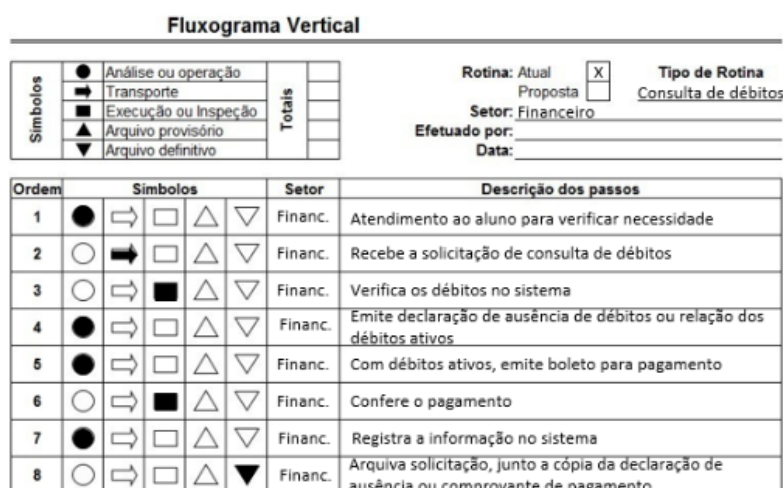 Fluxograma Vertical
Símbolos
Análise ou operação
Transporte
Execução ou Inspeção
Arquivo provisório
Arquivo definitivo
Totais
Rotina: Atual X
Proposta
Setor: Financeiro
Efetuado por:
Data:
Tipo de Rotina
Consulta de débitos
Ordem Símbolos Setor Descrição dos passos
1 Financ. Atendimento ao aluno para verificar necessidade
2 Financ. Recebe a solicitação de consulta de débitos
3 Financ. Verifica os débitos no sistema
4 Financ. Emite declaração de ausência de débitos ou relação dos
débitos ativos
5 Financ. Com débitos ativos, emite boleto para pagamento
6 Financ. Confere o pagamento
7 Financ. Registra a informação no sistema
8 Financ. Arquiva solicitação, junto a cópia da declaração de
ausência ou comprovante de pagamento